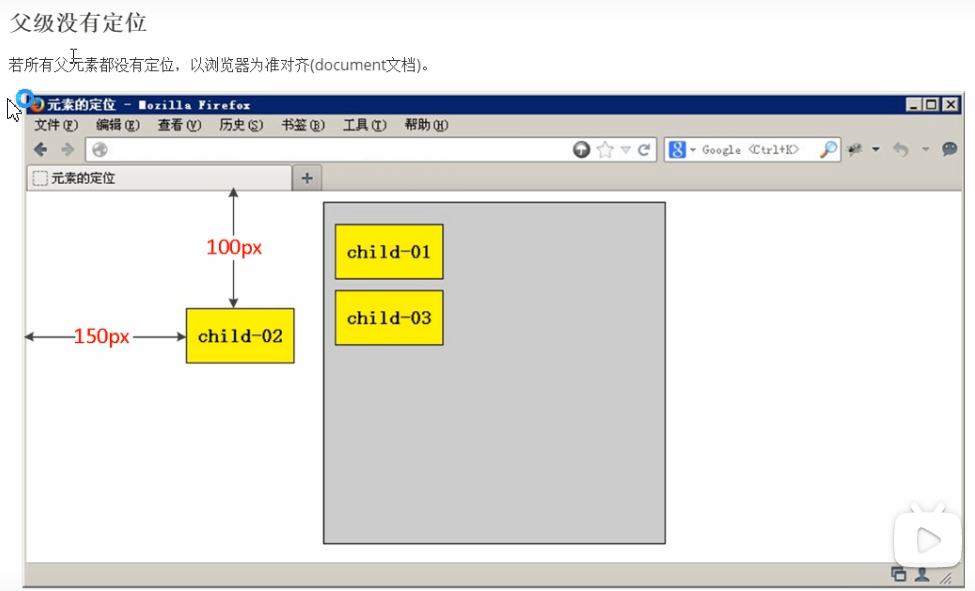 父级没有定位
若所有父元素都没有定位，以浏览器为准对齐(document文档)。
元素的定位 - Mozilla Firefox
文件(F) 编辑(E) 查看(V) 历史(S) 书签(B) 工具(T) 帮助(H)
8 Google <Ctrl+K>
元素的定位 +
100px
child-01
child-03
150px
child-02